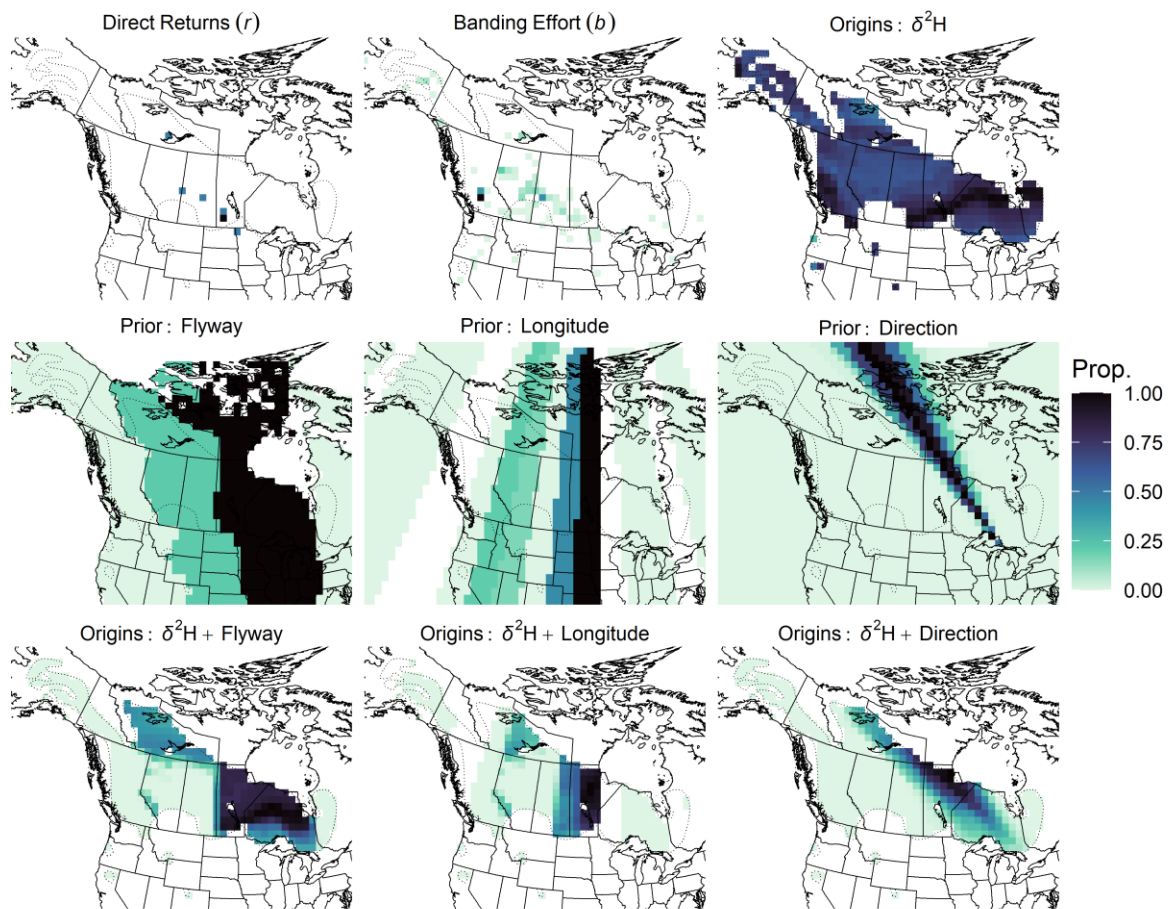 Direct Returns (r)
Banding Effort (b)
Origins : δ²H
Prior : Flyway
Prior : Longitude
Prior : Direction
Prop.
1.00
0.75
0.50
0.25
0.00
Origins : δ²H + Flyway
Origins : δ²H + Longitude
Origins : δ²H + Direction